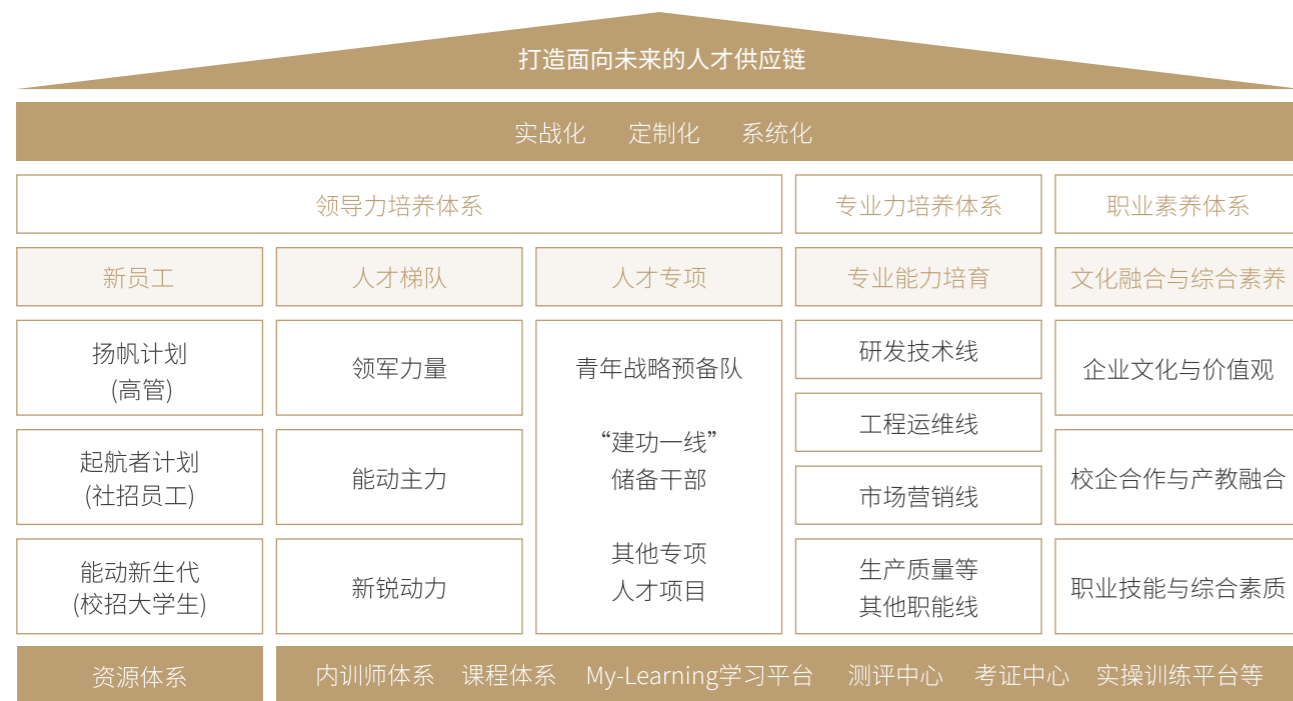 打造面向未来的人才供应链
实战化 定制化 系统化
领导力培养体系 专业力培养体系 职业素养体系
新员工 人才梯队 人才专项 专业能力培育 文化融合与综合素养
扬帆计划
(高管)
起航者计划
(社招员工)
能动新生代
(校招大学生)
领军力量
能动主力
新锐动力
青年战略预备队
“建功一线”
储备干部
其他专项
人才项目
研发技术线
工程运维线
市场营销线
生产质量等
其他职能线
企业文化与价值观
校企合作与产教融合
职业技能与综合素质
资源体系 内训师体系 课程体系 My-Learning学习平台 测评中心 考证中心 实操训练平台等